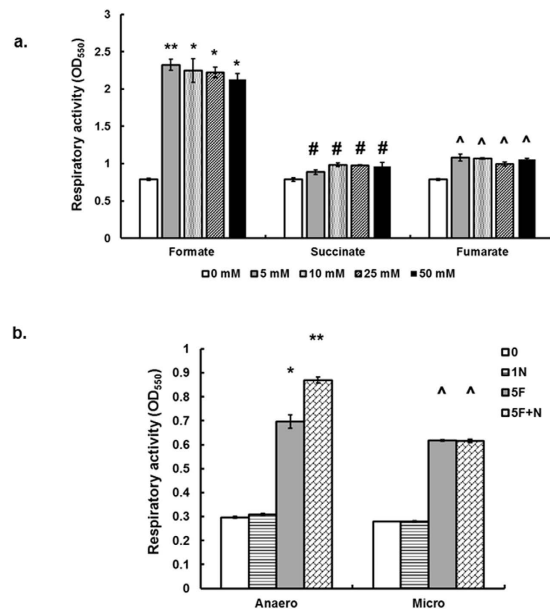 a.
Respiratory activity (OD550)
3
2.5
2
1.5
1
0.5
0
** * * *
# # # #
^ ^ ^ ^
Formate Succinate Fumarate
0 mM 5 mM 10 mM 25 mM 50 mM
b.
Respiratory activity (OD550)
1
0.9
0.8
0.7
0.6
0.5
0.4
0.3
0.2
0.1
0
* **
^ ^
0
1N
5F
5F+N
Anaero Micro